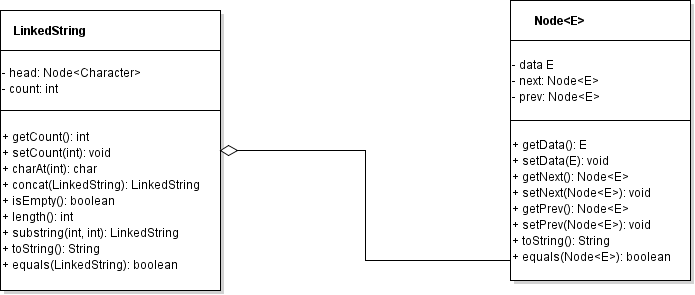 LinkedString
- head: Node<Character>
- count: int
+ getCount(): int
+ setCount(int): void
+ charAt(int): char
+ concat(LinkedString): LinkedString
+ isEmpty(): boolean
+ length(): int
+ substring(int, int): LinkedString
+ toString(): String
+ equals(LinkedString): boolean
Node<E>
- data E
- next: Node<E>
- prev: Node<E>
+ getData(): E
+ setData(E): void
+ getNext(): Node<E>
+ setNext(Node<E>): void
+ getPrev(): Node<E>
+ setPrev(Node<E>): void
+ toString(): String
+ equals(Node<E>): boolean